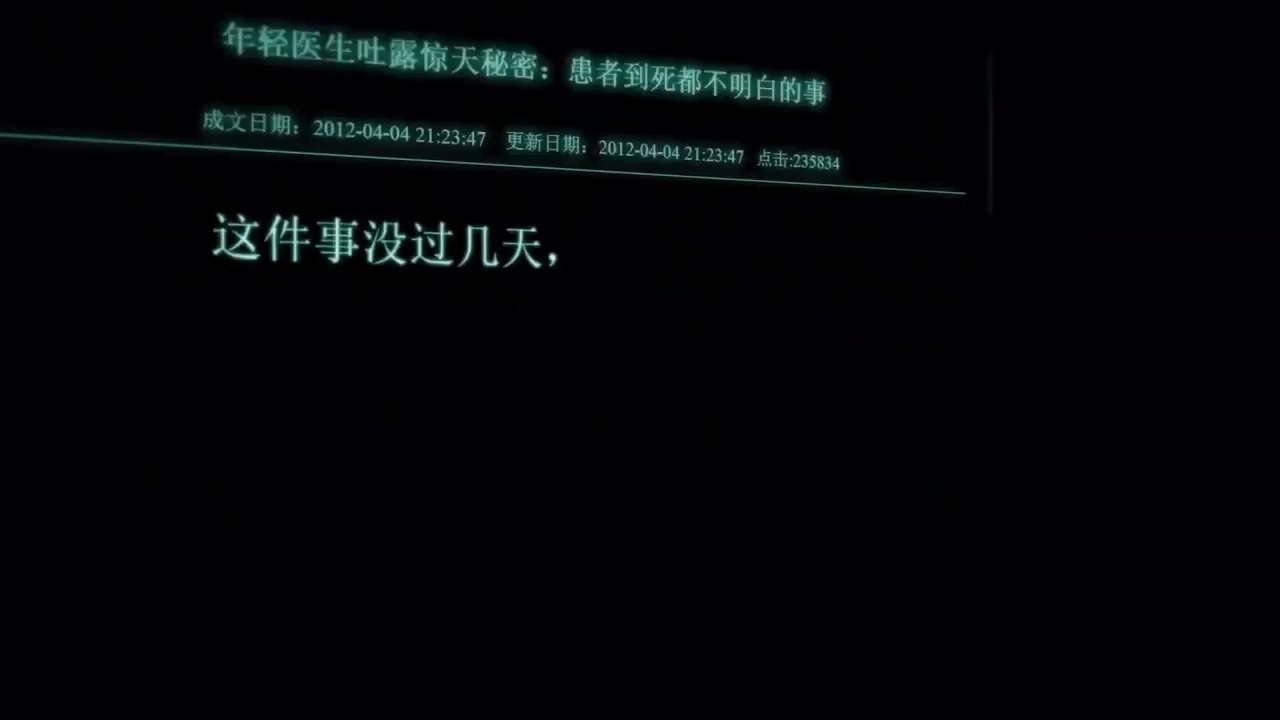 年轻医生吐露惊天秘密：患者到死都不明白的事
成文日期：2012-04-04 21:23:47 更新日期：2012-04-04 21:23:47 点击:235834
这件事没过几天，